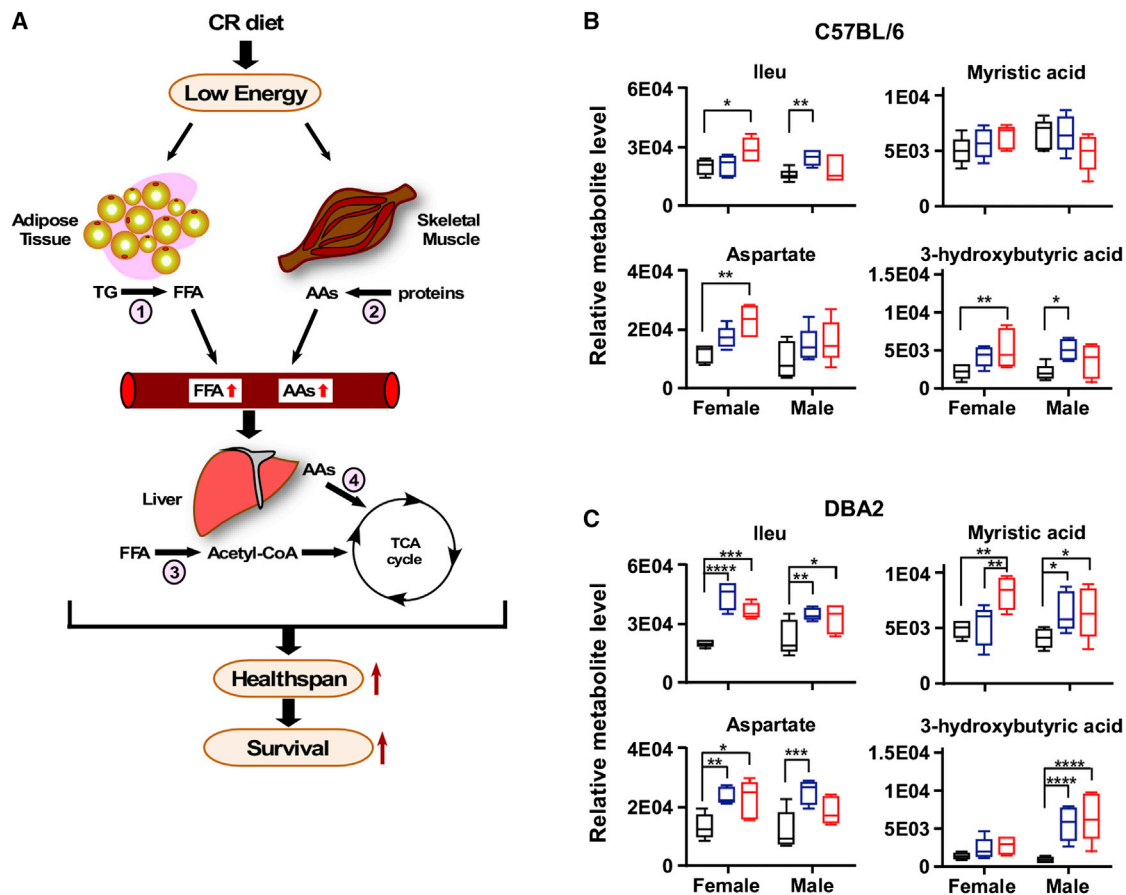 A
CR diet
Low Energy
Adipose
Tissue
Skeletal
Muscle
TG
FFA
1
AAs
proteins
2
FFA
AAs
Liver
AAs
4
FFA
Acetyl-CoA
3
TCA
cycle
Healthspan
Survival
B
C57BL/6
Relative metabolite level
Ileu
6E04
3E04
0
*
**
Myristic acid
1E04
5E03
0
Aspartate
4E04
2E04
0
**
Female
Male
3-hydroxybutyric acid
1.5E04
1E04
5E03
0
**
*
Female
Male
C
DBA2
Relative metabolite level
Ileu
6E04
3E04
0
***
****
*
**
Myristic acid
1E04
5E03
0
**
**
*
*
Aspartate
4E04
2E04
0
*
**
***
Female
Male
3-hydroxybutyric acid
1.5E04
1E04
5E03
0
****
****
Female
Male